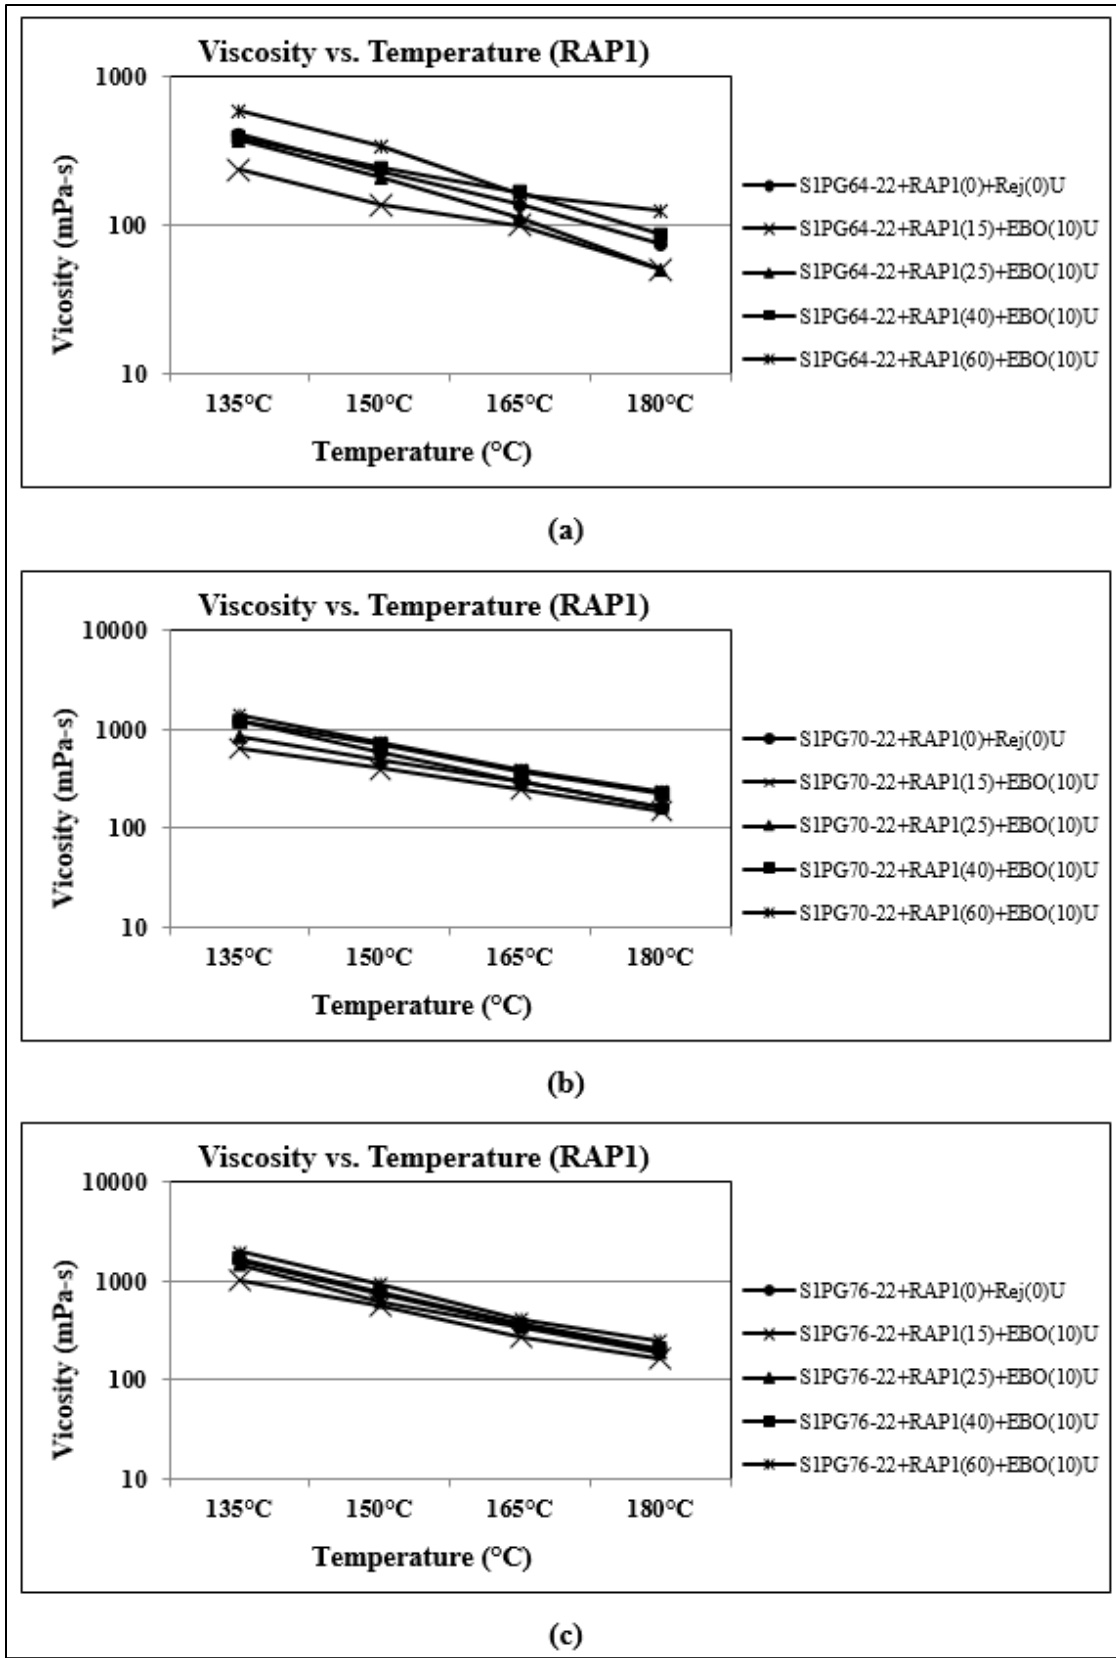 Viscosity vs. Temperature (RAP1)
1000
100
10
Vicosity (mPa-s)
135°C 150°C 165°C 180°C
Temperature (°C)
S1PG64-22+RAP1(0)+Rej(0)U
S1PG64-22+RAP1(15)+EBO(10)U
S1PG64-22+RAP1(25)+EBO(10)U
S1PG64-22+RAP1(40)+EBO(10)U
S1PG64-22+RAP1(60)+EBO(10)U
(a)
Viscosity vs. Temperature (RAP1)
10000
1000
100
10
Vicosity (mPa-s)
135°C 150°C 165°C 180°C
Temperature (°C)
S1PG70-22+RAP1(0)+Rej(0)U
S1PG70-22+RAP1(15)+EBO(10)U
S1PG70-22+RAP1(25)+EBO(10)U
S1PG70-22+RAP1(40)+EBO(10)U
S1PG70-22+RAP1(60)+EBO(10)U
(b)
Viscosity vs. Temperature (RAP1)
10000
1000
100
10
Vicosity (mPa-s)
135°C 150°C 165°C 180°C
Temperature (°C)
S1PG76-22+RAP1(0)+Rej(0)U
S1PG76-22+RAP1(15)+EBO(10)U
S1PG76-22+RAP1(25)+EBO(10)U
S1PG76-22+RAP1(40)+EBO(10)U
S1PG76-22+RAP1(60)+EBO(10)U
(c)